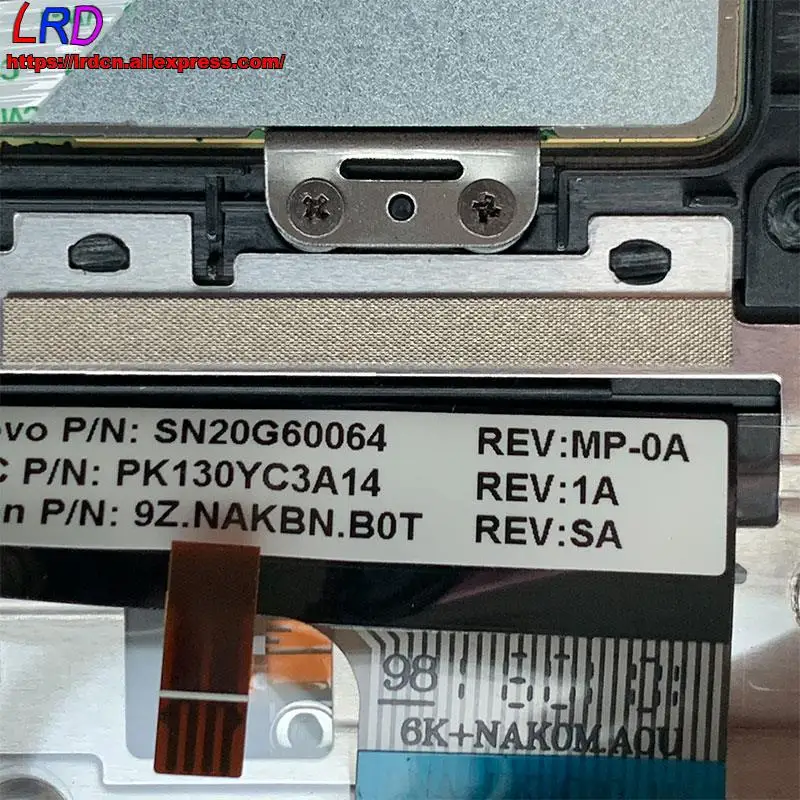 LRD
https://lrdcn.aliexpress.com/
ovo P/N: SN20G60064 REV:MP-0A
C P/N: PK130YC3A14 REV:1A
n P/N: 9Z.NAKBN.B0T REV:SA
98
6K+NAKOM.A0U